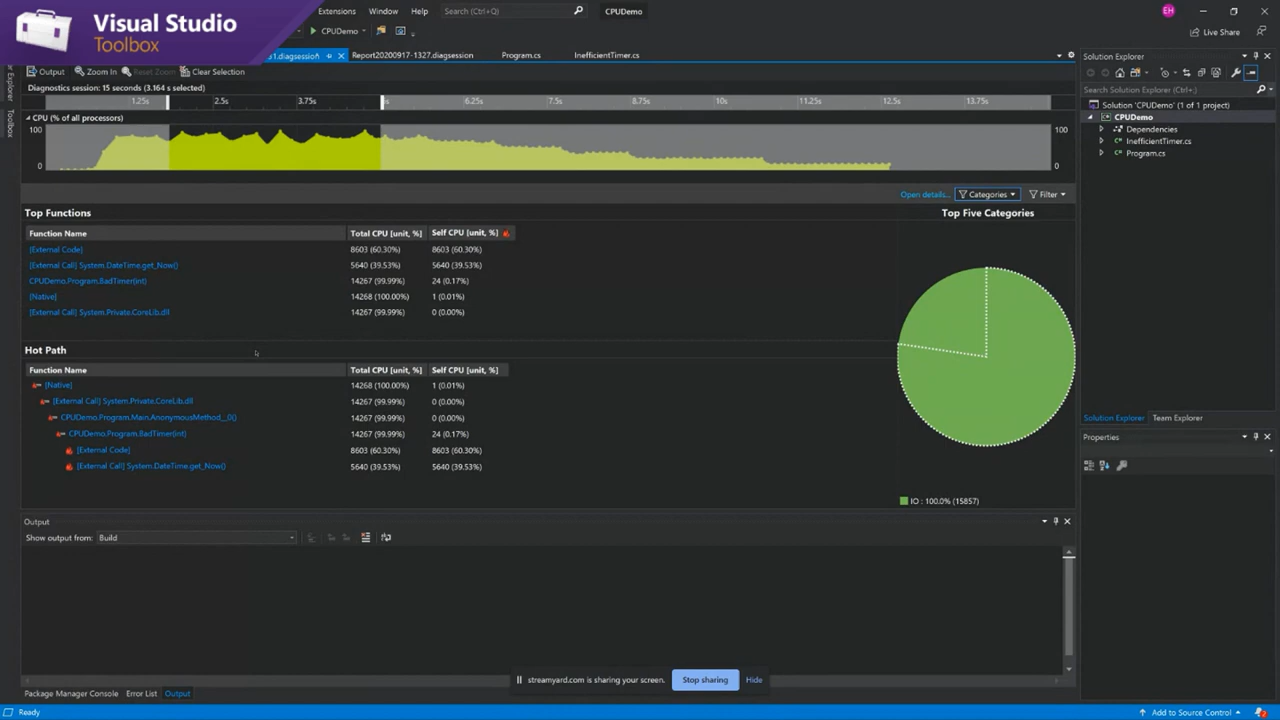 Visual Studio
Toolbox
Extensions Window Help Search (Ctrl+Q) CPUDemo EH
CPUDemo Live Share
1.diagsession Report20200917-1327.diagsession Program.cs InefficientTimer.cs
Output Zoom In Reset Zoom Clear Selection
Diagnostics session: 15 seconds (3.164 s selected)
1.25s 2.5s 3.75s 6.25s 7.5s 8.75s 10s 11.25s 12.5s 13.75s
CPU (% of all processors)
100 100
0 0
Open details... Categories Filter
Top Functions
Function Name Total CPU [unit, %] Self CPU [unit, %]
[External Code] 8603 (60.30%) 8603 (60.30%)
[External Call] System.DateTime.get_Now() 5640 (39.53%) 5640 (39.53%)
CPUDemo.Program.BadTimer(int) 14267 (99.99%) 24 (0.17%)
[Native] 14268 (100.00%) 1 (0.01%)
[External Call] System.Private.CoreLib.dll 14267 (99.99%) 0 (0.00%)
Hot Path
Function Name Total CPU [unit, %] Self CPU [unit, %]
[Native] 14268 (100.00%) 1 (0.01%)
[External Call] System.Private.CoreLib.dll 14267 (99.99%) 0 (0.00%)
CPUDemo.Program.Main.AnonymousMethod__0() 14267 (99.99%) 0 (0.00%)
CPUDemo.Program.BadTimer(int) 14267 (99.99%) 24 (0.17%)
[External Code] 8603 (60.30%) 8603 (60.30%)
[External Call] System.DateTime.get_Now() 5640 (39.53%) 5640 (39.53%)
Top Five Categories
IO : 100.0% (15857)
Output
Show output from: Build
Package Manager Console Error List Output
streamyard.com is sharing your screen. Stop sharing Hide
Solution Explorer
Search Solution Explorer (Ctrl+;)
Solution 'CPUDemo' (1 of 1 project)
CPUDemo
Dependencies
InefficientTimer.cs
Program.cs
Solution Explorer Team Explorer
Properties
Toolbox
Ready Add to Source Control